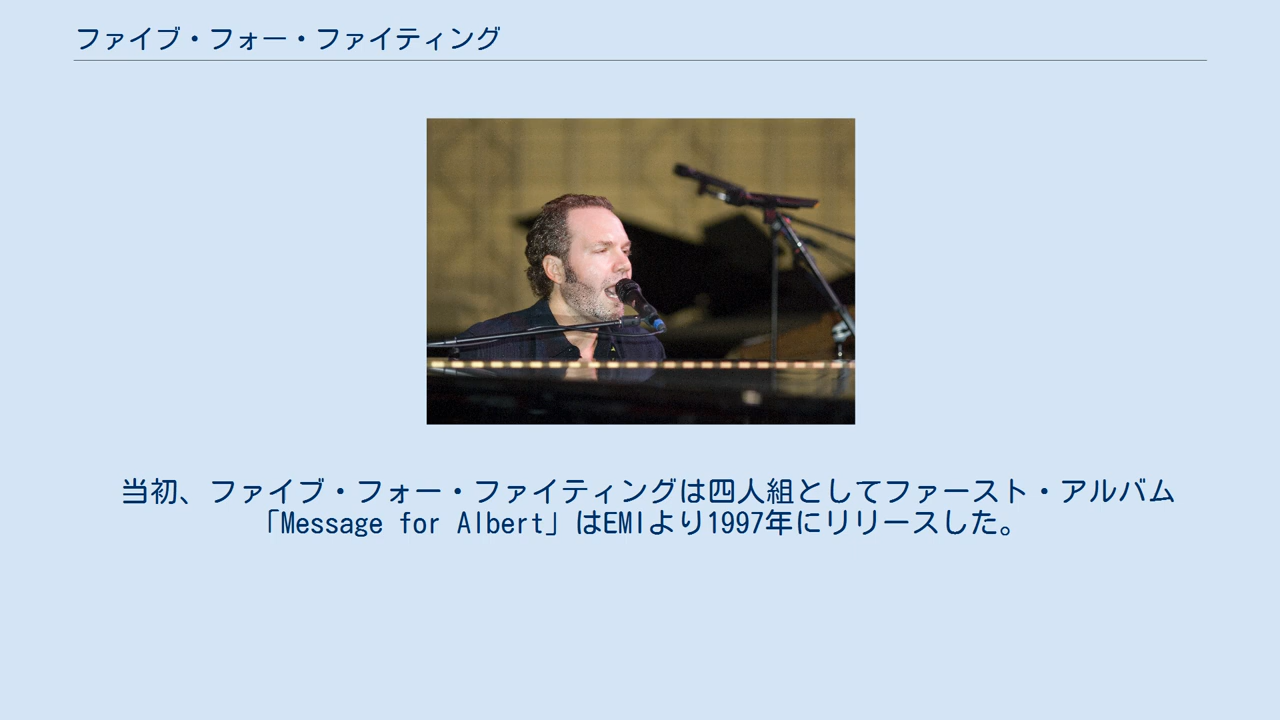 ファイブ・フォー・ファイティング
当初、ファイブ・フォー・ファイティングは四人組としてファースト・アルバム
「Message for Albert」はEMIより1997年にリリースした。